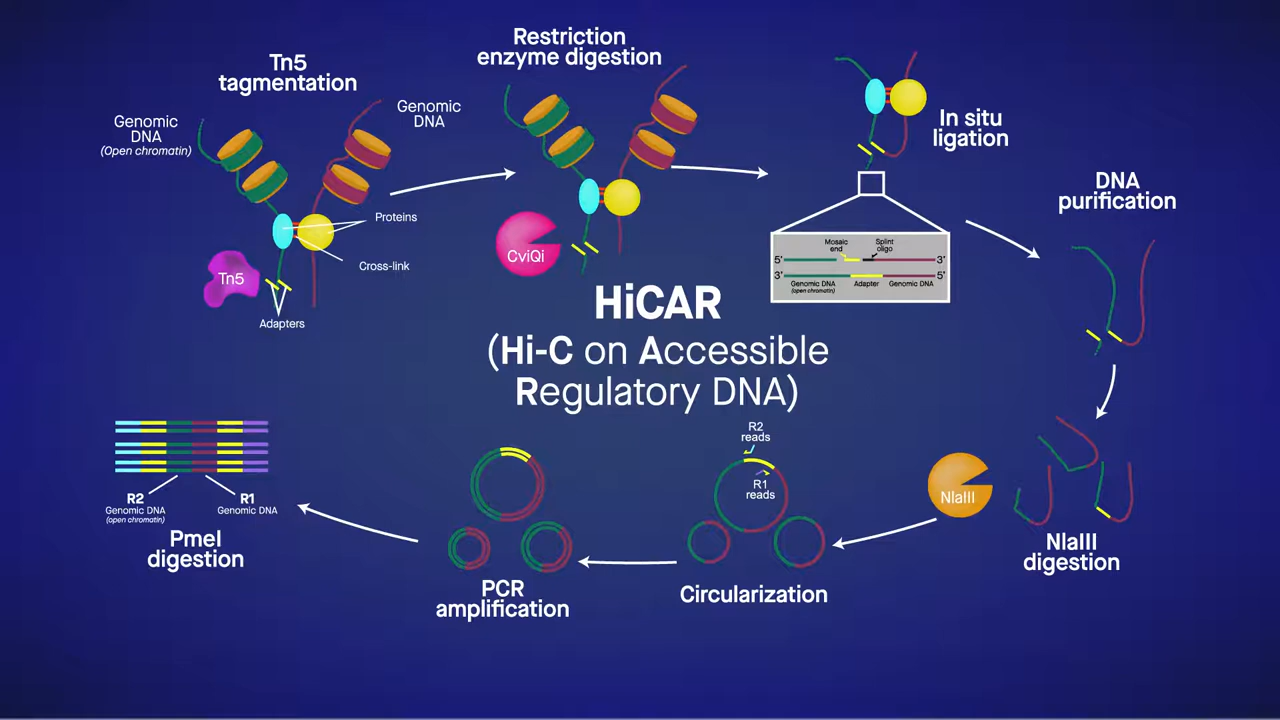 Tn5
tagmentation
Genomic
DNA
(Open chromatin)
Genomic
DNA
Proteins
Cross-link
Tn5
Adapters
Restriction
enzyme digestion
CviQi
In situ
ligation
Mosaic
end
Splint
oligo
5'
3'
3'
5'
Genomic DNA
(open chromatin)
Adapter
Genomic DNA
DNA
purification
HiCAR
(Hi-C on Accessible
Regulatory DNA)
NlaIII
NlaIII
digestion
R2
reads
R1
reads
Circularization
PCR
amplification
R2
Genomic DNA
(open chromatin)
R1
Genomic DNA
PmeI
digestion